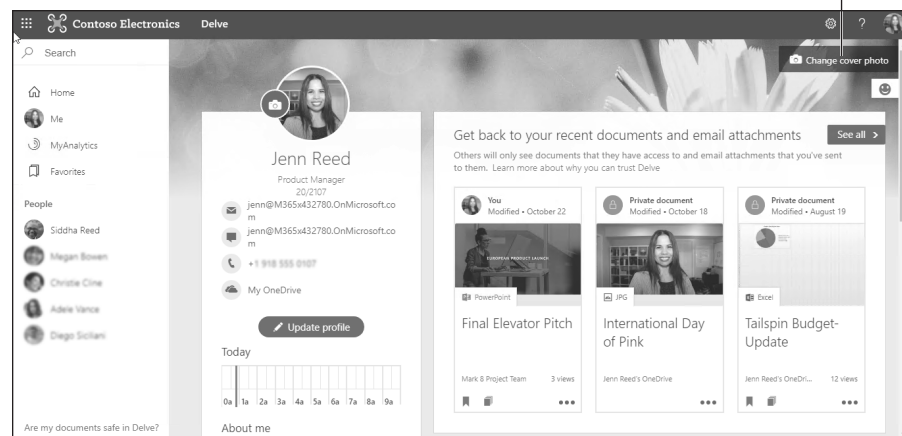 Contoso Electronics Delve ?
Search
Change cover photo
Home
Me
MyAnalytics
Favorites
People
Siddha Reed
Megan Bowen
Christie Cline
Adele Vance
Diego Siciliani
Are my documents safe in Delve?
Jenn Reed
Product Manager
20/2107
jenn@M365x432780.OnMicrosoft.co
m
jenn@M365x432780.OnMicrosoft.co
m
+1 918 555 0107
My OneDrive
Update profile
Today
0a 1a 2a 3a 4a 5a 6a 7a 8a 9a
About me
Get back to your recent documents and email attachments
See all >
Others will only see documents that they have access to and email attachments that you've sent
to them. Learn more about why you can trust Delve
You
Modified • October 22
EUROPEAN PRODUCT LAUNCH
PowerPoint
Final Elevator Pitch
Mark 8 Project Team 3 views
Private document
Modified • October 18
JPG
International Day
of Pink
Jenn Reed's OneDrive
Private document
Modified • August 19
Excel
Tailspin Budget-
Update
Jenn Reed's OneDri... 12 views